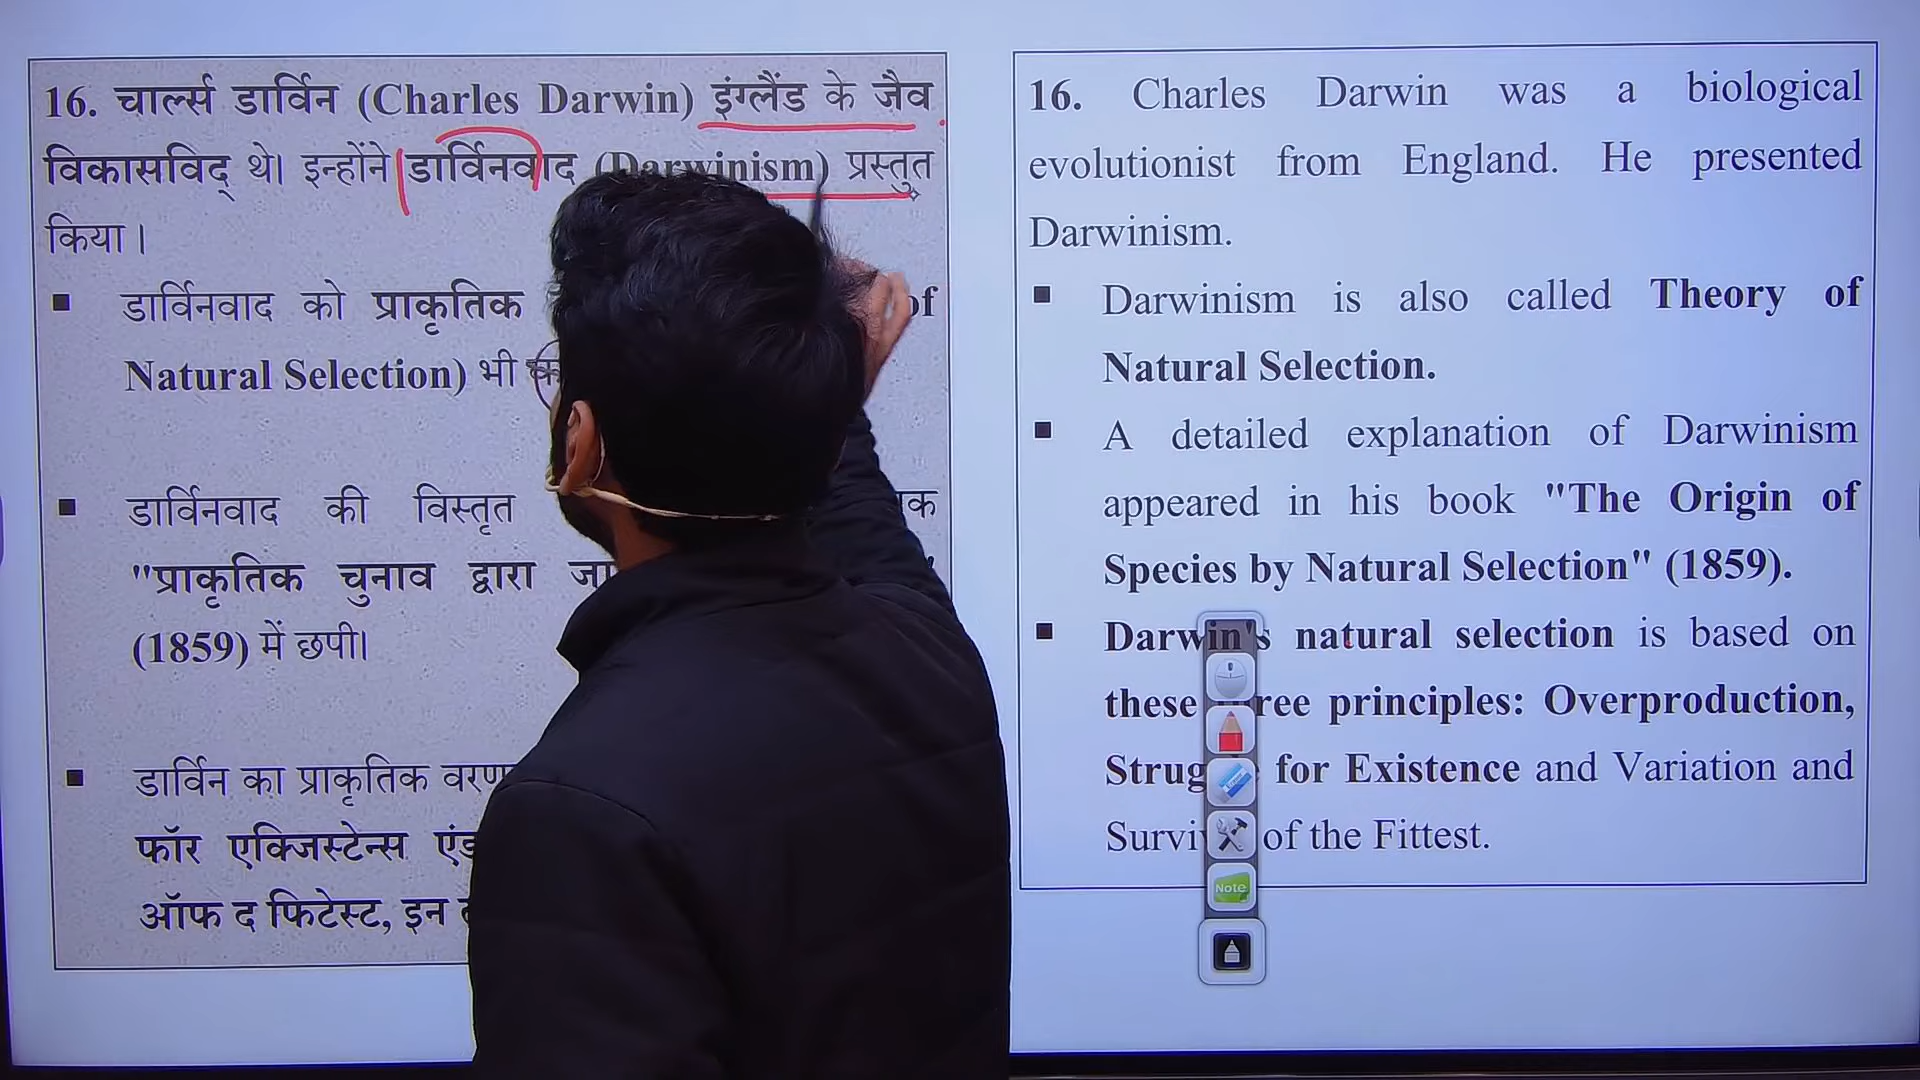 16. चार्ल्स डार्विन (Charles Darwin) इंग्लैंड के जैव
विकासविद् थे। इन्होंने डार्विनवाद (Darwinism) प्रस्तुत
किया।
▪ डार्विनवाद को प्राकृतिक of
Natural Selection) भी
▪ डार्विनवाद की विस्तृत
"प्राकृतिक चुनाव द्वारा
(1859) में छपी।
▪ डार्विन का प्राकृतिक वरण
फॉर एक्जिस्टेन्स एंड
ऑफ द फिटेस्ट, इन
16. Charles Darwin was a biological
evolutionist from England. He presented
Darwinism.
▪ Darwinism is also called Theory of
Natural Selection.
▪ A detailed explanation of Darwinism
appeared in his book "The Origin of
Species by Natural Selection" (1859).
▪ Darwin's natural selection is based on
these principles: Overproduction,
for Existence and Variation and
of the Fittest.
Note